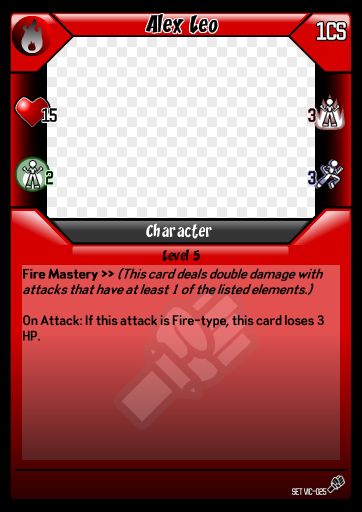 Alex Leo
1CS
15
3
2
3
Character
Level 5
Fire Mastery >> (This card deals double damage with
attacks that have at least 1 of the listed elements.)
On Attack: If this attack is Fire-type, this card loses 3
HP.
SET VIC-025